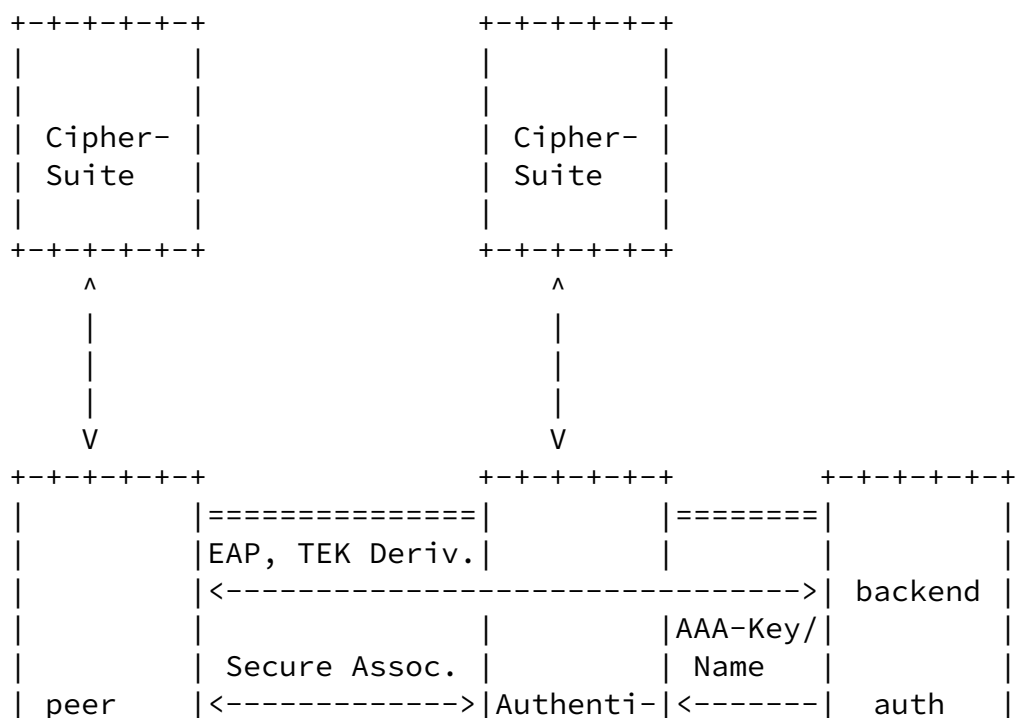 +-+-+-+-+-+               +-+-+-+-+-+
|         |               |         |
|         |               |         |
| Cipher- |               | Cipher- |
| Suite   |               | Suite   |
|         |               |         |
+-+-+-+-+-+               +-+-+-+-+-+
    ^                         ^
    |                         |
    |                         |
    |                         |
    V                         V
+-+-+-+-+-+               +-+-+-+-+-+        +-+-+-+-+-+
|         |===============|         |========|         |
|         |EAP, TEK Deriv.|         |        |         |
|         |<-------------------------------->| backend |
|         |               |         |AAA-Key/|         |
|         | Secure Assoc. |         | Name   |         |
| peer    |<------------->|Authenti-|<-------|  auth   |